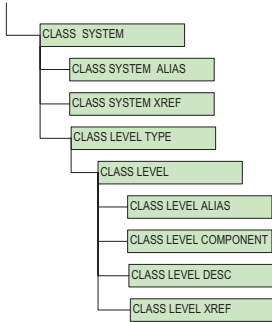 CLASS SYSTEM
CLASS SYSTEM ALIAS
CLASS SYSTEM XREF
CLASS LEVEL TYPE
CLASS LEVEL
CLASS LEVEL ALIAS
CLASS LEVEL COMPONENT
CLASS LEVEL DESC
CLASS LEVEL XREF